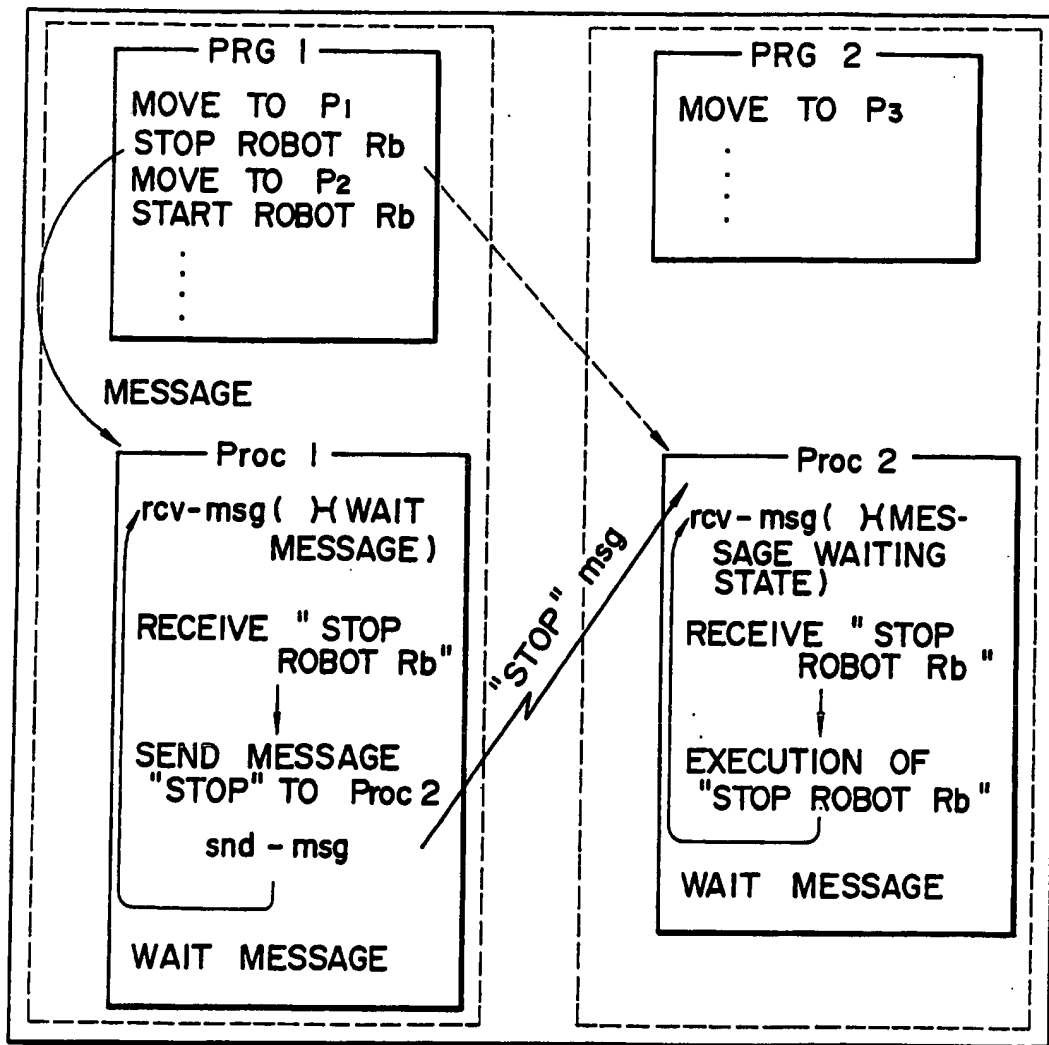 PRG 1
MOVE TO P1
STOP ROBOT Rb
MOVE TO P2
START ROBOT Rb
MESSAGE
Proc 1
rcv-msg( )-(WAIT
MESSAGE)
RECEIVE "STOP
ROBOT Rb"
SEND MESSAGE
"STOP" TO Proc 2
snd-msg
WAIT MESSAGE
"STOP" msg
PRG 2
MOVE TO P3
Proc 2
rcv-msg( )-(MES-
SAGE WAITING
STATE)
RECEIVE "STOP
ROBOT Rb"
EXECUTION OF
"STOP ROBOT Rb"
WAIT MESSAGE